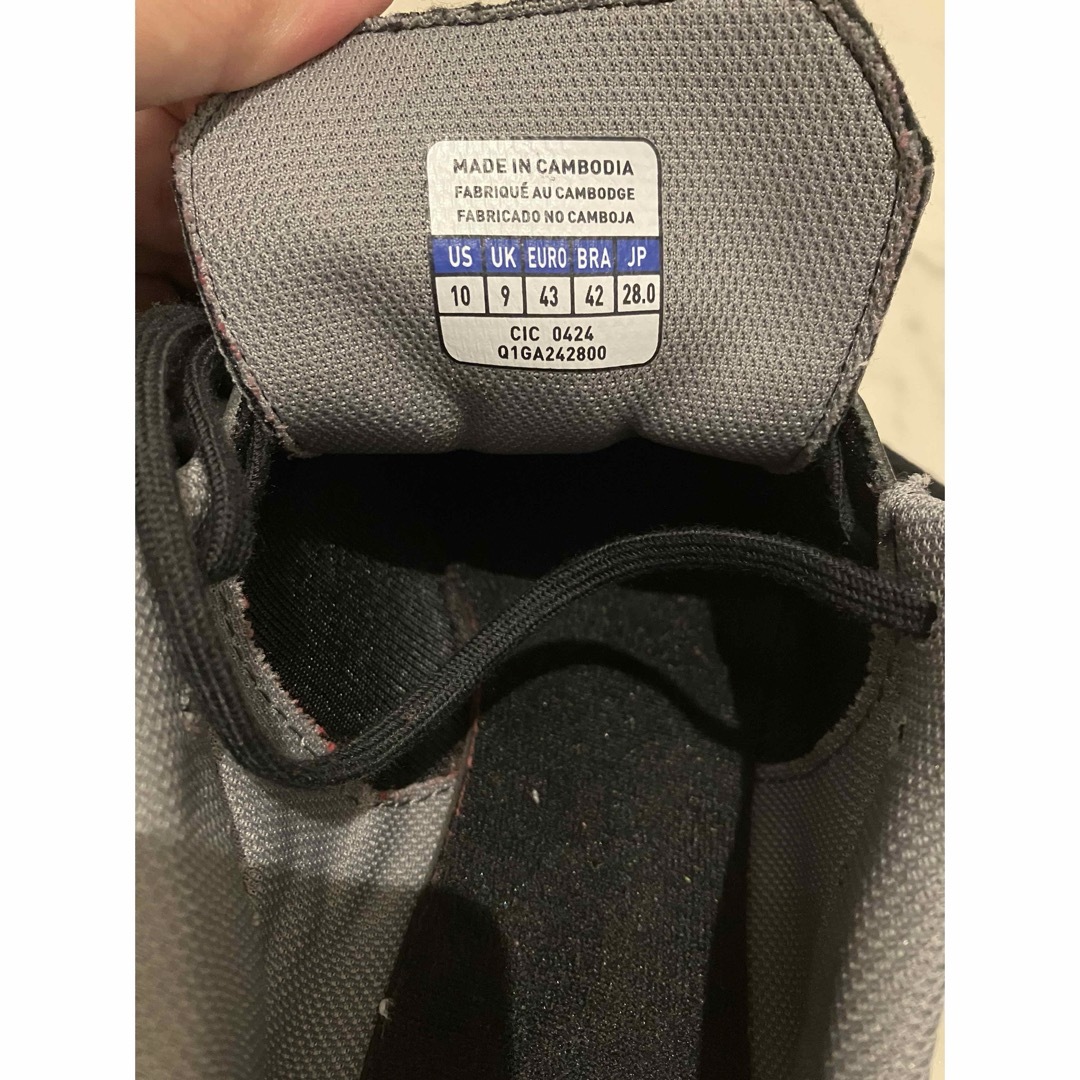 MADE IN CAMBODIA
FABRIQUÉ AU CAMBODGE
FABRICADO NO CAMBOJA
US UK EURO BRA JP
10 9 43 42 28.0
CIC 0424
Q1GA242800